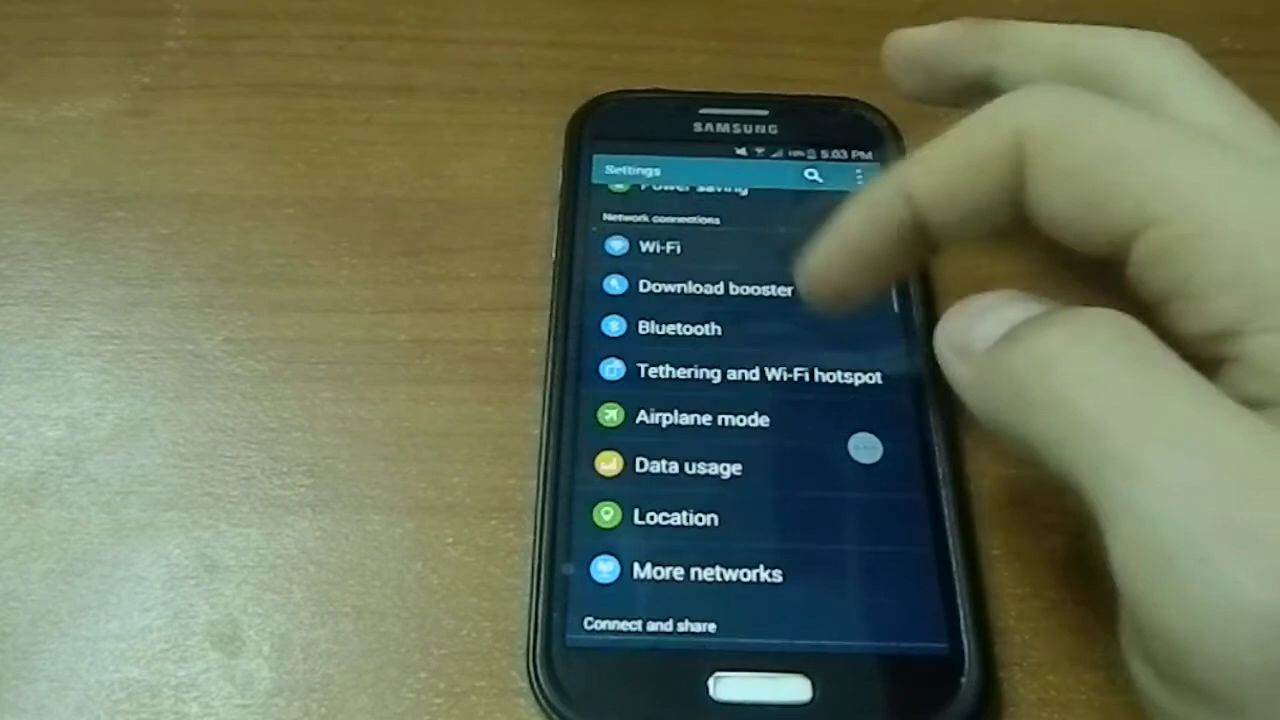 SAMSUNG
5:03 PM
Settings
Power saving
Network connections
Wi-Fi
Download booster
Bluetooth
Tethering and Wi-Fi hotspot
Airplane mode
Data usage
Location
More networks
Connect and share